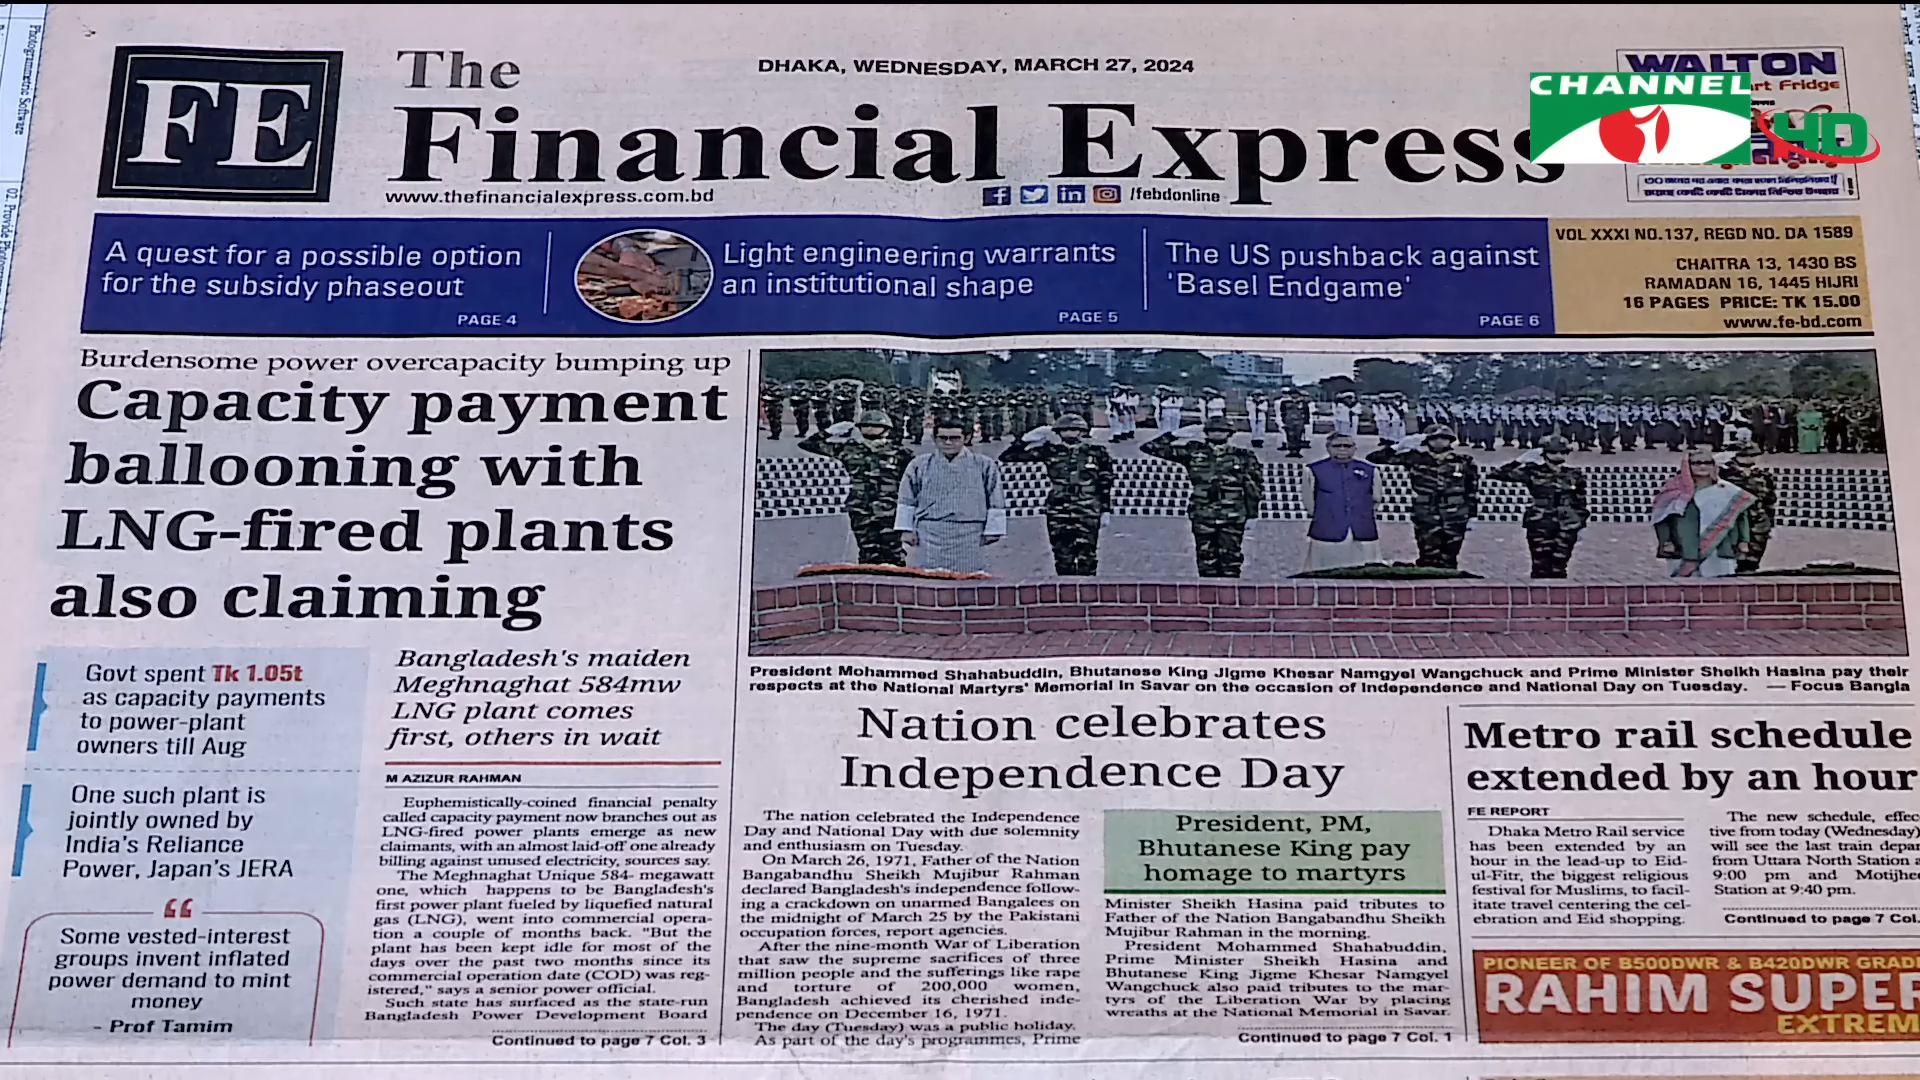 FE
The
Financial Express
DHAKA, WEDNESDAY, MARCH 27, 2024
www.thefinancialexpress.com.bd
/febdonline
WALTON
rt Fridge
CHANNEL
HD
A quest for a possible option
for the subsidy phaseout
PAGE 4
Light engineering warrants
an institutional shape
PAGE 5
The US pushback against
'Basel Endgame'
PAGE 6
VOL XXXI NO.137, REGD NO. DA 1589
CHAITRA 13, 1430 BS
RAMADAN 16, 1445 HIJRI
16 PAGES PRICE: TK 15.00
www.fe-bd.com
Burdensome power overcapacity bumping up
Capacity payment
ballooning with
LNG-fired plants
also claiming
Govt spent Tk 1.05t
as capacity payments
to power-plant
owners till Aug
One such plant is
jointly owned by
India's Reliance
Power, Japan's JERA
Some vested-interest
groups invent inflated
power demand to mint
money
- Prof Tamim
Bangladesh's maiden
Meghnaghat 584mw
LNG plant comes
first, others in wait
M AZIZUR RAHMAN
Euphemistically-coined financial penalty
called capacity payment now branches out as
LNG-fired power plants emerge as new
claimants, with an almost laid-off one already
billing against unused electricity, sources say.
The Meghnaghat Unique 584- megawatt
one, which happens to be Bangladesh's
first power plant fueled by liquefied natural
gas (LNG), went into commercial opera-
tion a couple of months back. "But the
plant has been kept idle for most of the
days over the past two months since its
commercial operation date (COD) was reg-
istered," says a senior power official.
Such state has surfaced as the state-run
Bangladesh Power Development Board
Continued to page 7 Col. 3
President Mohammed Shahabuddin, Bhutanese King Jigme Khesar Namgyel Wangchuck and Prime Minister Sheikh Hasina pay their
respects at the National Martyrs' Memorial in Savar on the occasion of Independence and National Day on Tuesday. — Focus Bangla
Nation celebrates
Independence Day
The nation celebrated the Independence
Day and National Day with due solemnity
and enthusiasm on Tuesday.
On March 26, 1971, Father of the Nation
Bangabandhu Sheikh Mujibur Rahman
declared Bangladesh's independence follow-
ing a crackdown on unarmed Bangalees on
the midnight of March 25 by the Pakistani
occupation forces, report agencies.
After the nine-month War of Liberation
that saw the supreme sacrifices of three
million people and the sufferings like rape
and torture of 200,000 women,
Bangladesh achieved its cherished inde-
pendence on December 16, 1971.
The day (Tuesday) was a public holiday.
As part of the day's programmes, Prime
President, PM,
Bhutanese King pay
homage to martyrs
Minister Sheikh Hasina paid tributes to
Father of the Nation Bangabandhu Sheikh
Mujibur Rahman in the morning.
President Mohammed Shahabuddin,
Prime Minister Sheikh Hasina and
Bhutanese King Jigme Khesar Namgyel
Wangchuck also paid tributes to the mar-
tyrs of the Liberation War by placing
wreaths at the National Memorial in Savar.
Continued to page 7 Col. 1
Metro rail schedule
extended by an hour
FE REPORT
Dhaka Metro Rail service
has been extended by an
hour in the lead-up to Eid-
ul-Fitr, the biggest religious
festival for Muslims, to facil-
itate travel centering the cel-
ebration and Eid shopping.
The new schedule, effec
tive from today (Wednesday)
will see the last train depar
from Uttara North Station a
9:00 pm and Motijhee
Station at 9:40 pm.
Continued to page 7 Col.
PIONEER OF B500DWR & B420DWR GRAD
RAHIM SUPER
EXTREM
Photogrammetric Software